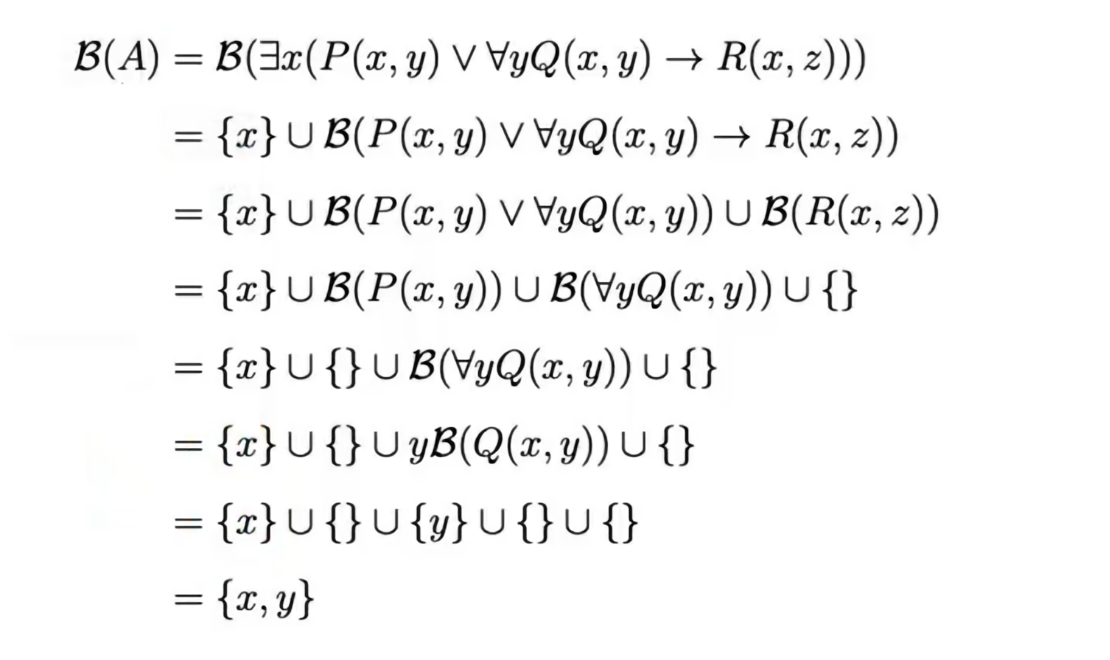 ℬ(A) = ℬ(∃x(P(x, y) ∨ ∀yQ(x, y) → R(x, z)))
= {x} ∪ ℬ(P(x, y) ∨ ∀yQ(x, y) → R(x, z))
= {x} ∪ ℬ(P(x, y) ∨ ∀yQ(x, y)) ∪ ℬ(R(x, z))
= {x} ∪ ℬ(P(x, y)) ∪ ℬ(∀yQ(x, y)) ∪ {}
= {x} ∪ {} ∪ ℬ(∀yQ(x, y)) ∪ {}
= {x} ∪ {} ∪ yℬ(Q(x, y)) ∪ {}
= {x} ∪ {} ∪ {y} ∪ {} ∪ {}
= {x, y}